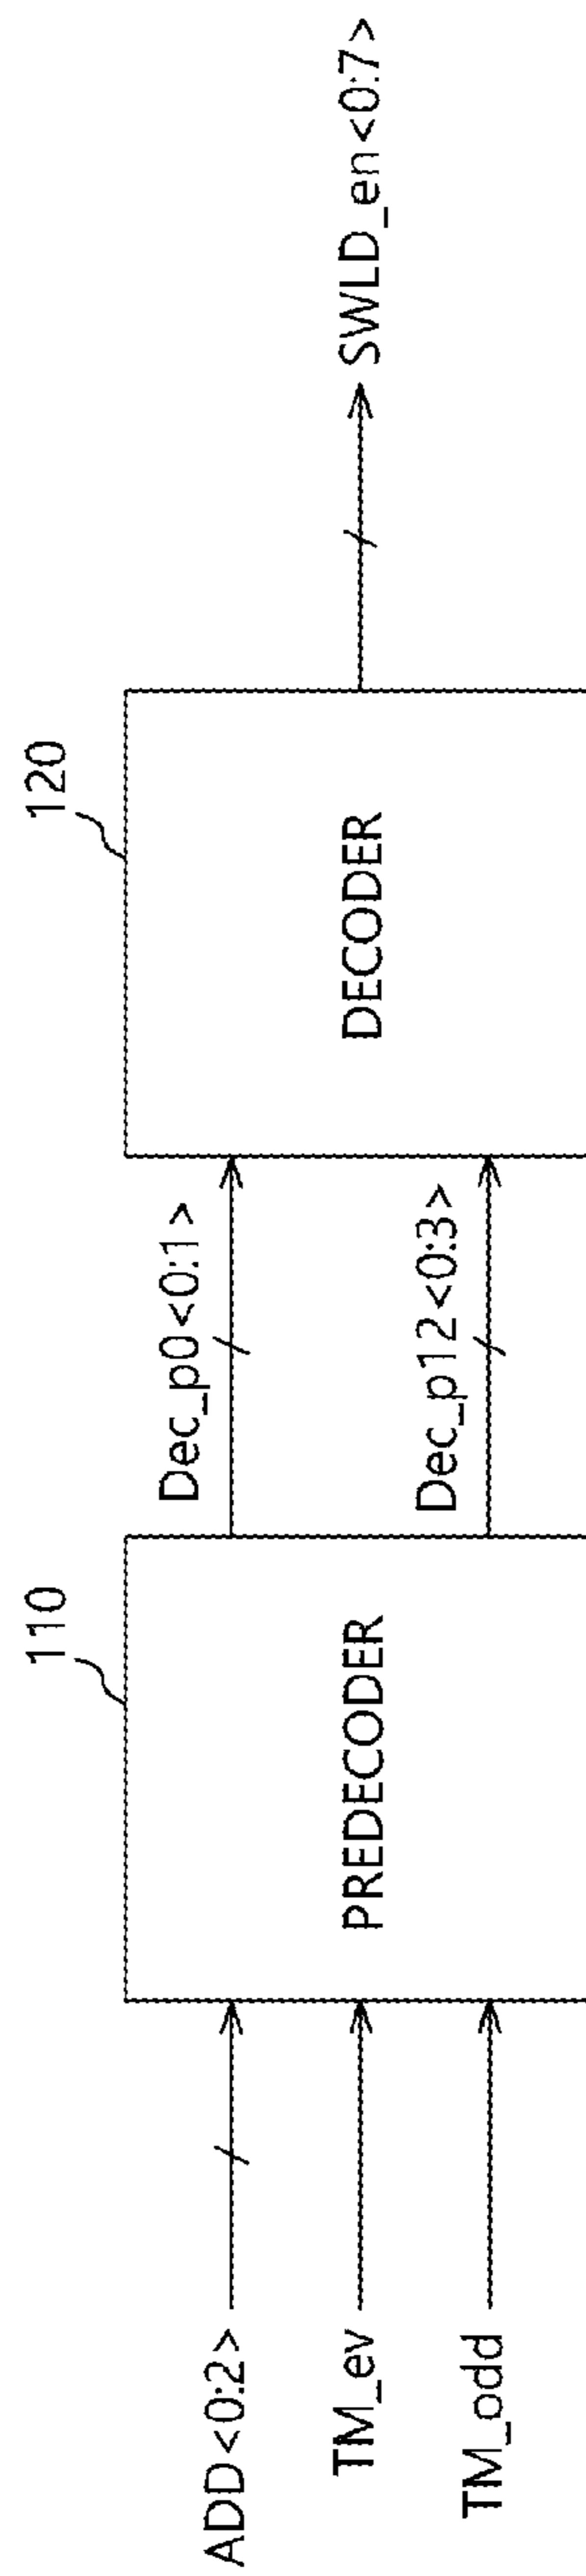 ADD<0:2>
TM_ev
TM_odd
110
PREDECODER
Dec_p0<0:1>
Dec_p12<0:3>
120
DECODER
SWLD_en<0:7>